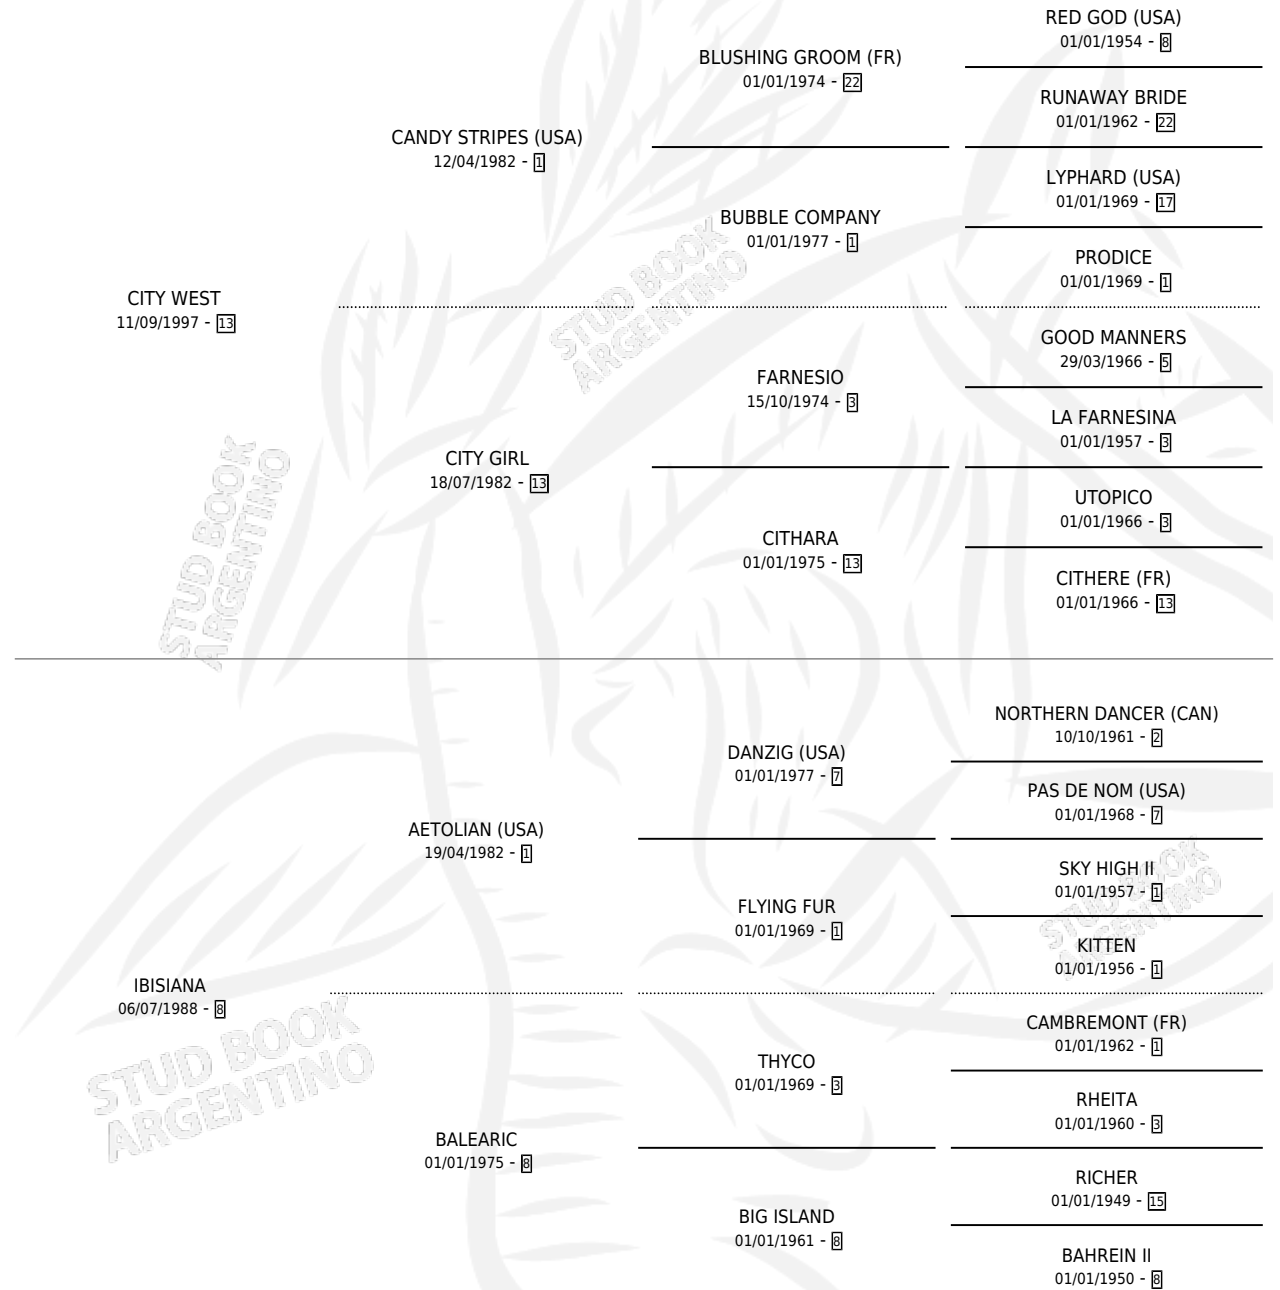 RED GOD (USA)
01/01/1954 - 8
BLUSHING GROOM (FR)
01/01/1974 - 22
RUNAWAY BRIDE
01/01/1962 - 22
CANDY STRIPES (USA)
12/04/1982 - 1
LYPHARD (USA)
01/01/1969 - 17
BUBBLE COMPANY
01/01/1977 - 1
PRODICE
01/01/1969 - 1
CITY WEST
11/09/1997 - 13
STUD BOOK
ARGENTINO
GOOD MANNERS
29/03/1966 - 5
FARNESIO
15/10/1974 - 3
LA FARNESINA
01/01/1957 - 3
CITY GIRL
18/07/1982 - 13
UTOPICO
01/01/1966 - 3
CITHARA
01/01/1975 - 13
CITHERE (FR)
01/01/1966 - 13
STUD BOOK
ARGENTINO
NORTHERN DANCER (CAN)
10/10/1961 - 2
DANZIG (USA)
01/01/1977 - 7
PAS DE NOM (USA)
01/01/1968 - 7
AETOLIAN (USA)
19/04/1982 - 1
SKY HIGH II
01/01/1957 - 1
FLYING FUR
01/01/1969 - 1
STUD BOOK
ARGENTINO
KITTEN
01/01/1956 - 1
IBISIANA
06/07/1988 - 8
CAMBREMONT (FR)
01/01/1962 - 1
STUD BOOK
ARGENTINO
THYCO
01/01/1969 - 3
RHEITA
01/01/1960 - 3
BALEARIC
01/01/1975 - 8
RICHER
01/01/1949 - 15
BIG ISLAND
01/01/1961 - 8
BAHREIN II
01/01/1950 - 8